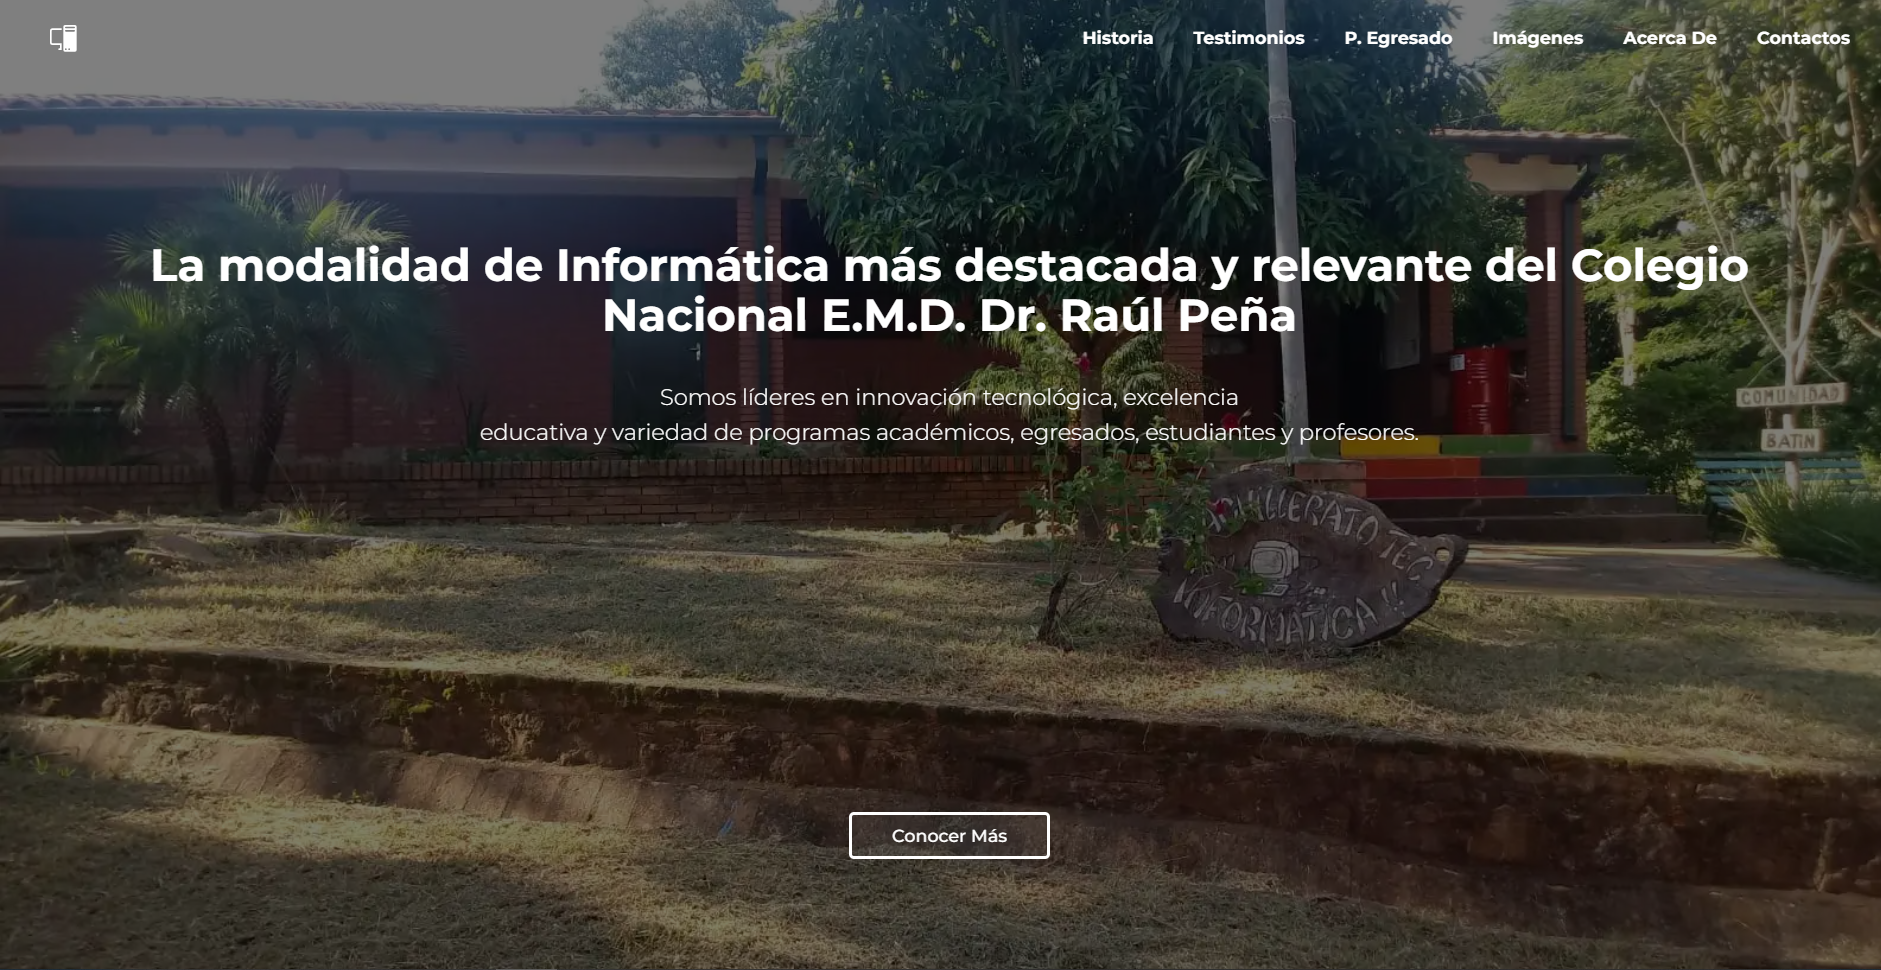 Historia
Testimonios
P. Egresado
Imágenes
Acerca De
Contactos
La modalidad de Informática más destacada y relevante del Colegio
Nacional E.M.D. Dr. Raúl Peña
Somos líderes en innovación tecnológica, excelencia
educativa y variedad de programas académicos, egresados, estudiantes y profesores.
COMUNIDAD
BATIN
TEC
INFORMATICA !!
Conocer Más